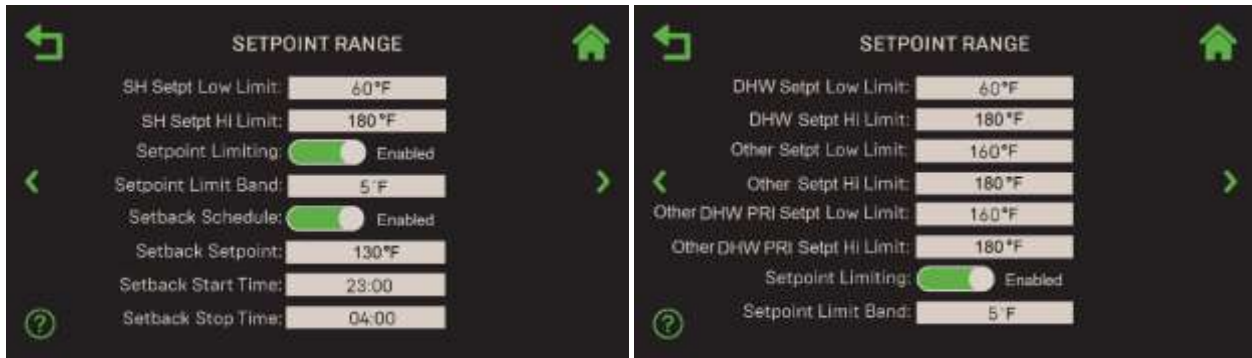 SETPOINT RANGE
SH Setpt Low Limit: 60°F
SH Setpt Hi Limit: 180°F
Setpoint Limiting: Enabled
Setpoint Limit Band: 5°F
Setback Schedule: Enabled
Setback Setpoint: 130°F
Setback Start Time: 23:00
Setback Stop Time: 04:00
?
SETPOINT RANGE
DHW Setpt Low Limit: 60°F
DHW Setpt Hi Limit: 180°F
Other Setpt Low Limit: 160°F
Other Setpt Hi Limit: 180°F
Other DHW PRI Setpt Low Limit: 160°F
Other DHW PRI Setpt Hi Limit: 180°F
Setpoint Limiting: Enabled
Setpoint Limit Band: 5°F
?